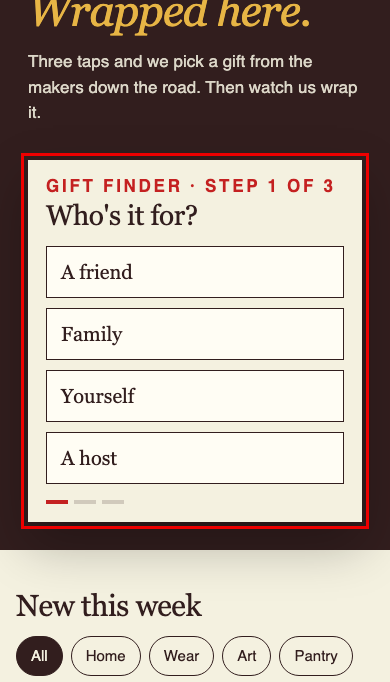 Wrapped here.
Three taps and we pick a gift from the
makers down the road. Then watch us wrap
it.
GIFT FINDER · STEP 1 OF 3
Who's it for?
A friend
Family
Yourself
A host
New this week
All
Home
Wear
Art
Pantry